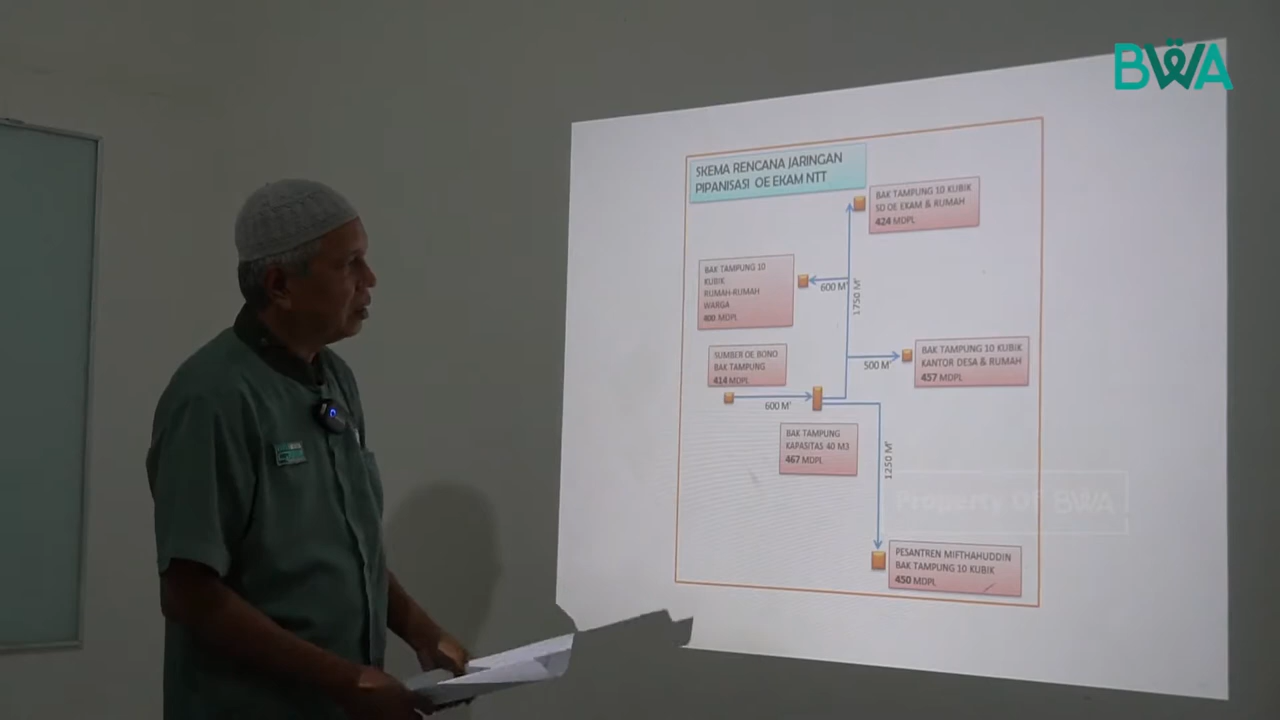 BWA
SKEMA RENCANA JARINGAN
PIPANISASI OE EKAM NTT
BAK TAMPUNG 10 KUBIK
SD OE EKAM & RUMAH
424 MDPL
BAK TAMPUNG 10
KUBIK
RUMAH-RUMAH
WARGA
400 MDPL
600 M'
1750 M'
SUMBER OE BONO
BAK TAMPUNG
414 MDPL
BAK TAMPUNG 10 KUBIK
KANTOR DESA & RUMAH
457 MDPL
500 M'
600 M'
BAK TAMPUNG
KAPASITAS 40 M3
467 MDPL
1250 M'
Property Of BWA
PESANTREN MIFTHAHUDDIN
BAK TAMPUNG 10 KUBIK
450 MDPL